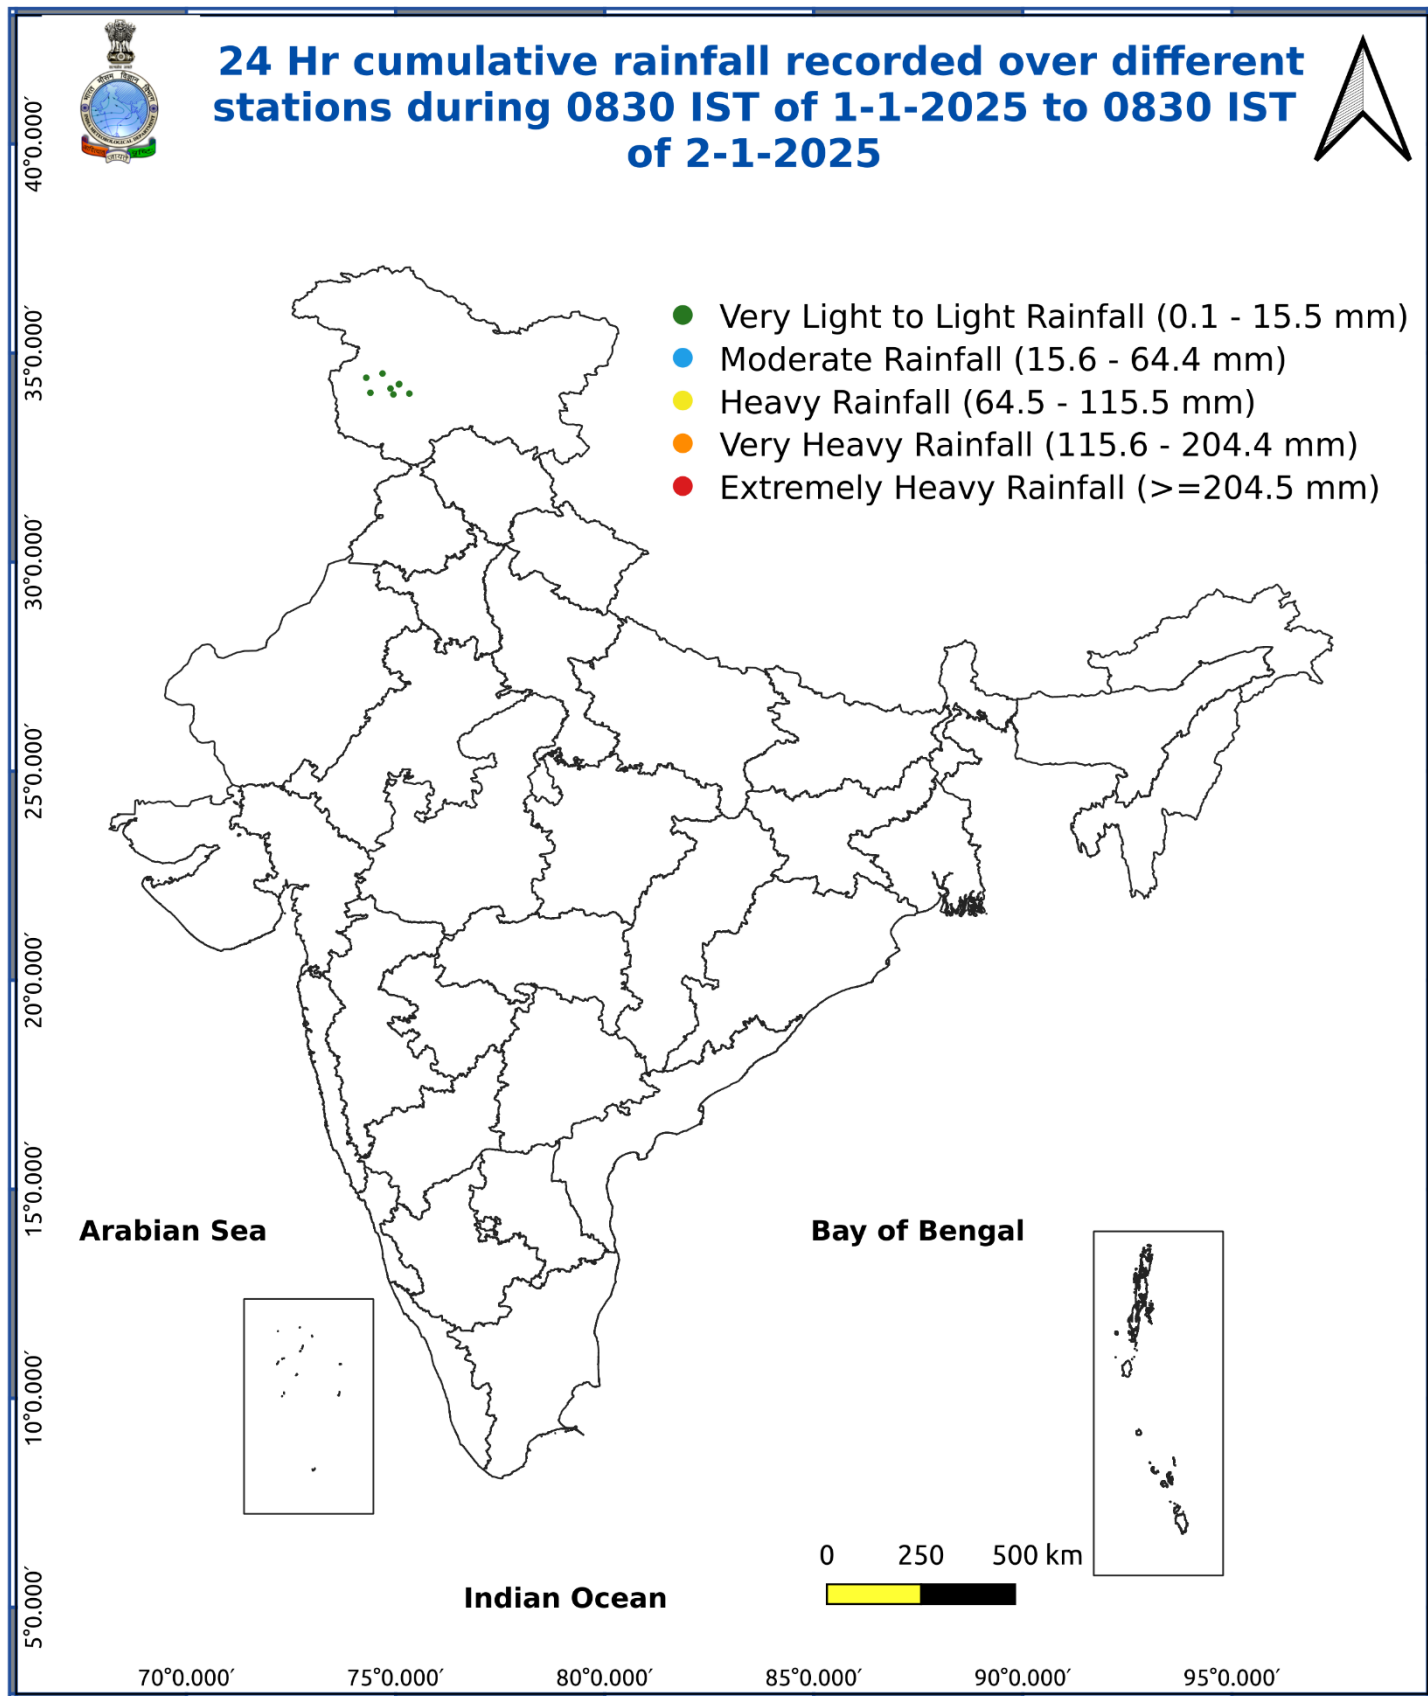 24 Hr cumulative rainfall recorded over different
stations during 0830 IST of 1-1-2025 to 0830 IST
of 2-1-2025
Very Light to Light Rainfall (0.1 - 15.5 mm)
Moderate Rainfall (15.6 - 64.4 mm)
Heavy Rainfall (64.5 - 115.5 mm)
Very Heavy Rainfall (115.6 - 204.4 mm)
Extremely Heavy Rainfall (>=204.5 mm)
40°0.000′
35°0.000′
30°0.000′
25°0.000′
20°0.000′
15°0.000′
10°0.000′
5°0.000′
Arabian Sea
Bay of Bengal
Indian Ocean
0 250 500 km
70°0.000′ 75°0.000′ 80°0.000′ 85°0.000′ 90°0.000′ 95°0.000′